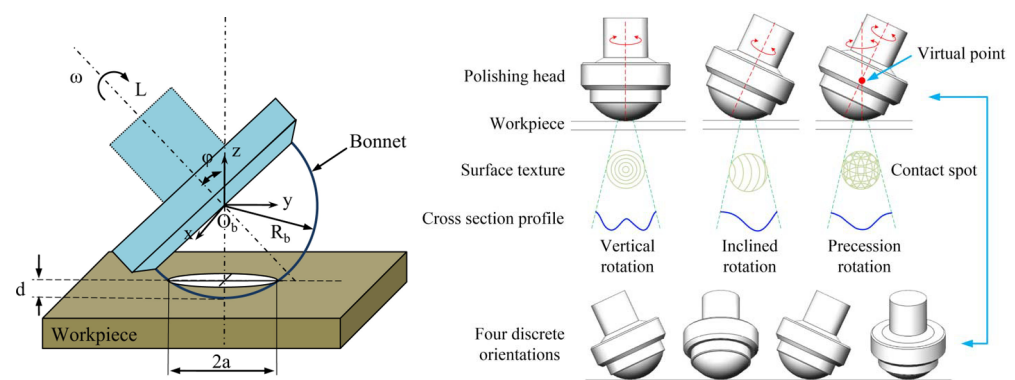 ω
L
Bonnet
φ
z
y
O_b
x
R_b
d
Workpiece
2a
Polishing head
Virtual point
Workpiece
Surface texture
Contact spot
Cross section profile
Vertical
rotation
Inclined
rotation
Precession
rotation
Four discrete
orientations